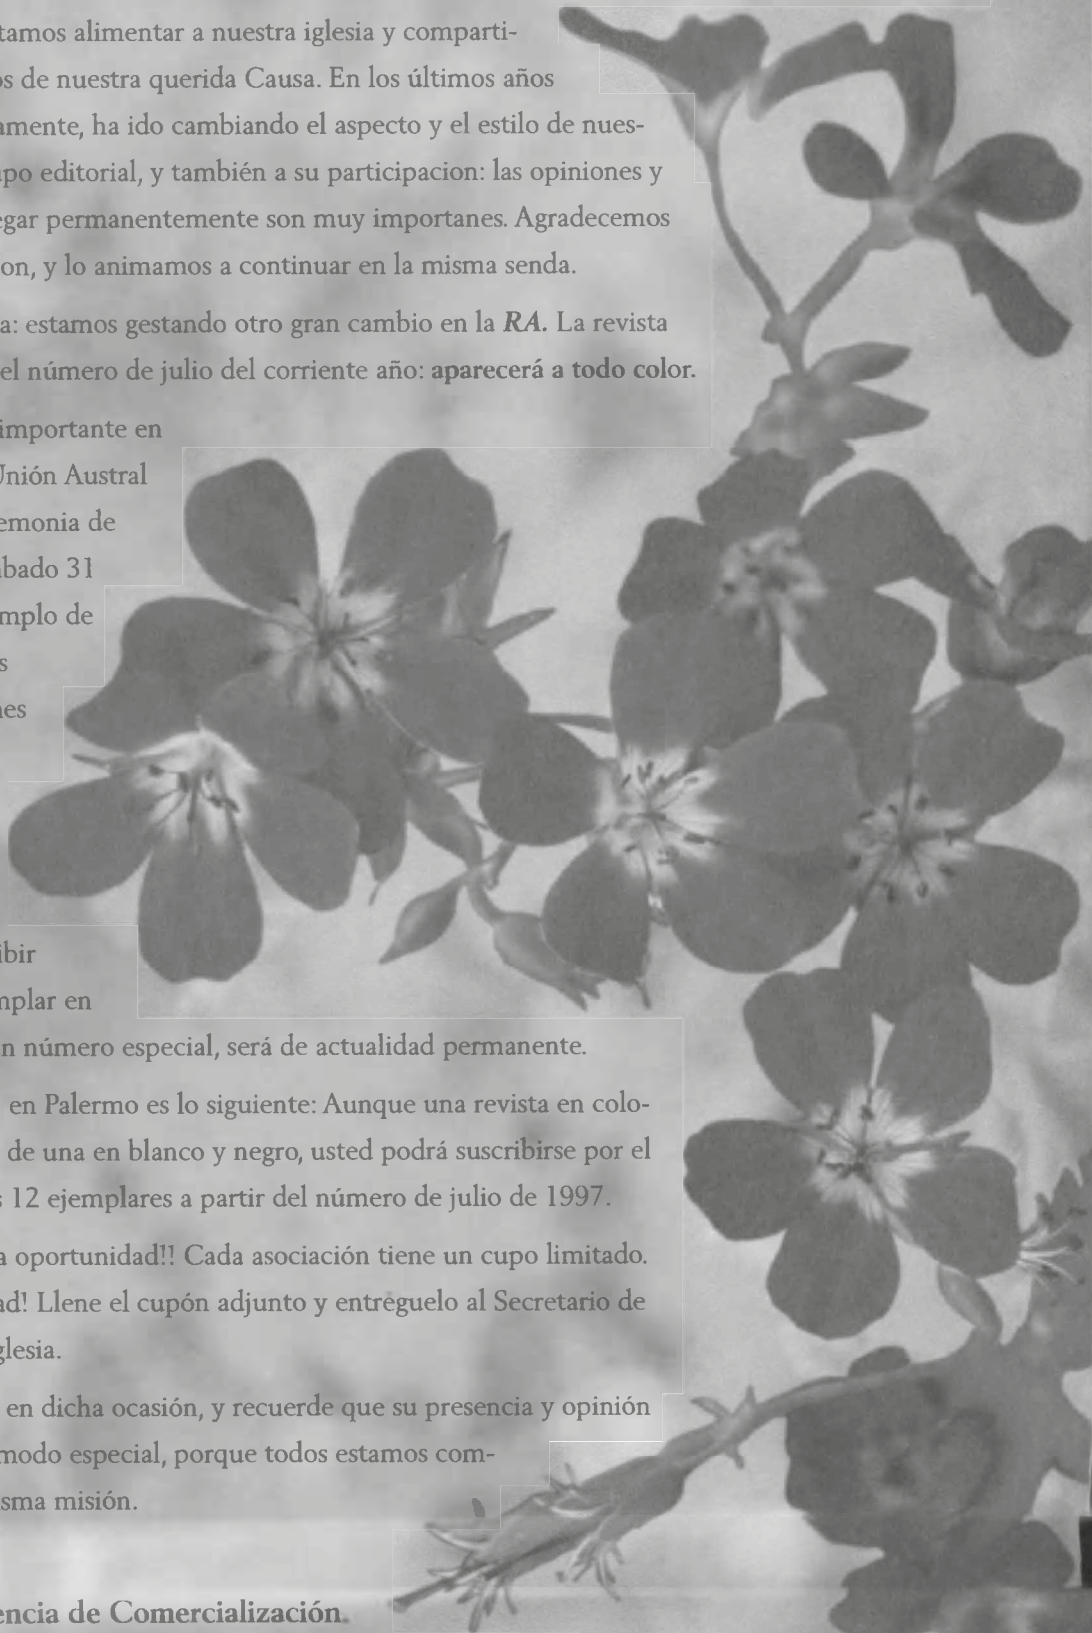 tamos alimentar a nuestra iglesia y comparti-
os de nuestra querida Causa. En los últimos años
amente, ha ido cambiando el aspecto y el estilo de nues-
upo editorial, y también a su participacion: las opiniones y
egar permanentemente son muy importanes. Agradecemos
on, y lo animamos a continuar en la misma senda.
a: estamos gestando otro gran cambio en la RA. La revista
el número de julio del corriente año: aparecerá a todo color.
importante en
Unión Austral
emonia de
bado 31
mplo de
s
nes
ibir
mplar en
n número especial, será de actualidad permanente.
en Palermo es lo siguiente: Aunque una revista en colo-
de una en blanco y negro, usted podrá suscribirse por el
s 12 ejemplares a partir del número de julio de 1997.
a oportunidad!! Cada asociación tiene un cupo limitado.
ad! Llene el cupón adjunto y entréguelo al Secretario de
glesia.
en dicha ocasión, y recuerde que su presencia y opinión
modo especial, porque todos estamos com-
sma misión.
encia de Comercialización.